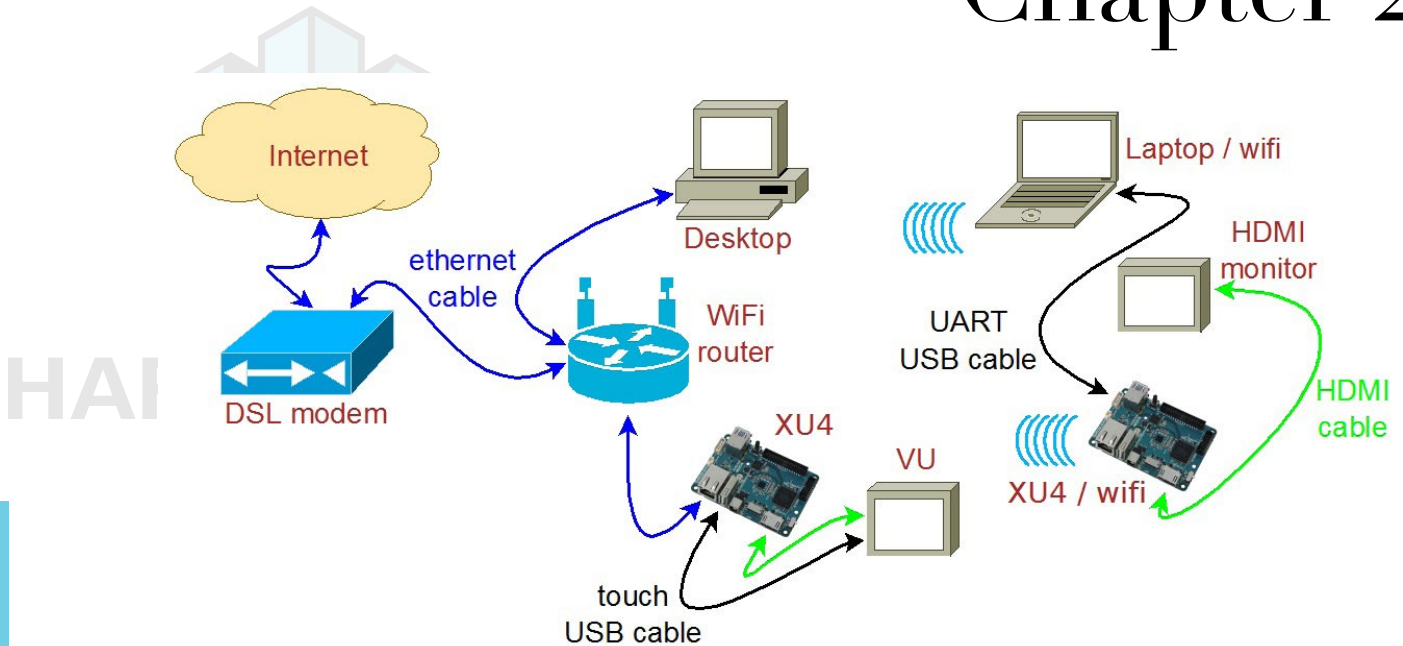 Chapter 2
Internet
Desktop
Laptop / wifi
ethernet
cable
HDMI
monitor
WiFi
router
UART
USB cable
DSL modem
HDMI
cable
XU4
VU
XU4 / wifi
touch
USB cable